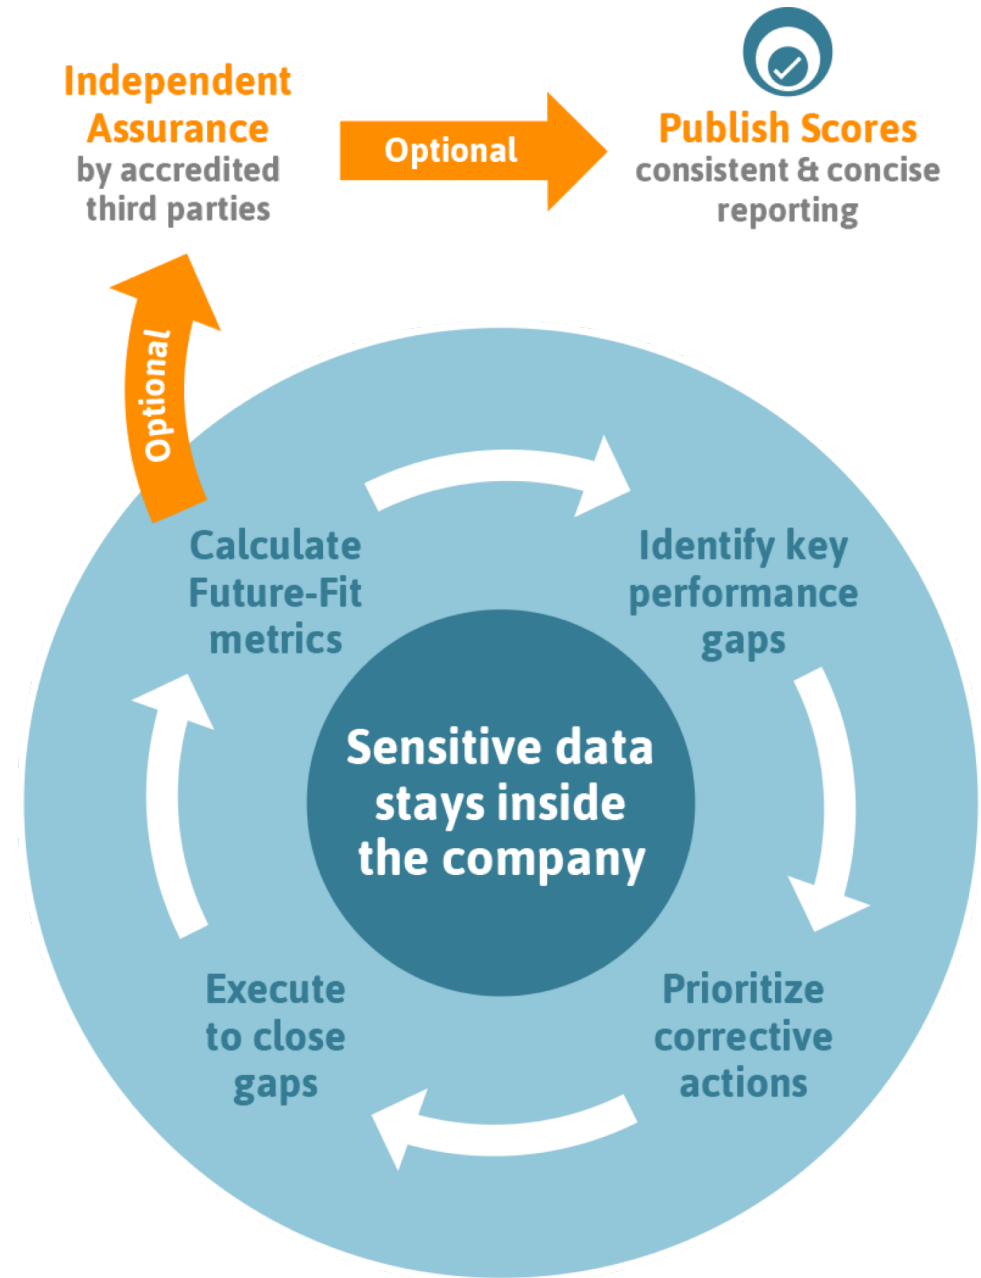 Independent
Assurance
by accredited
third parties
Optional
Publish Scores
consistent & concise
reporting
Optional
Calculate
Future-Fit
metrics
Identify key
performance
gaps
Sensitive data
stays inside
the company
Execute
to close
gaps
Prioritize
corrective
actions